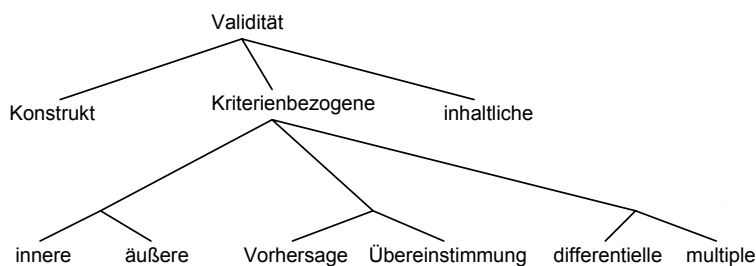 Validität
Konstrukt Kriterienbezogene inhaltliche
innere äußere Vorhersage Übereinstimmung differentielle multiple